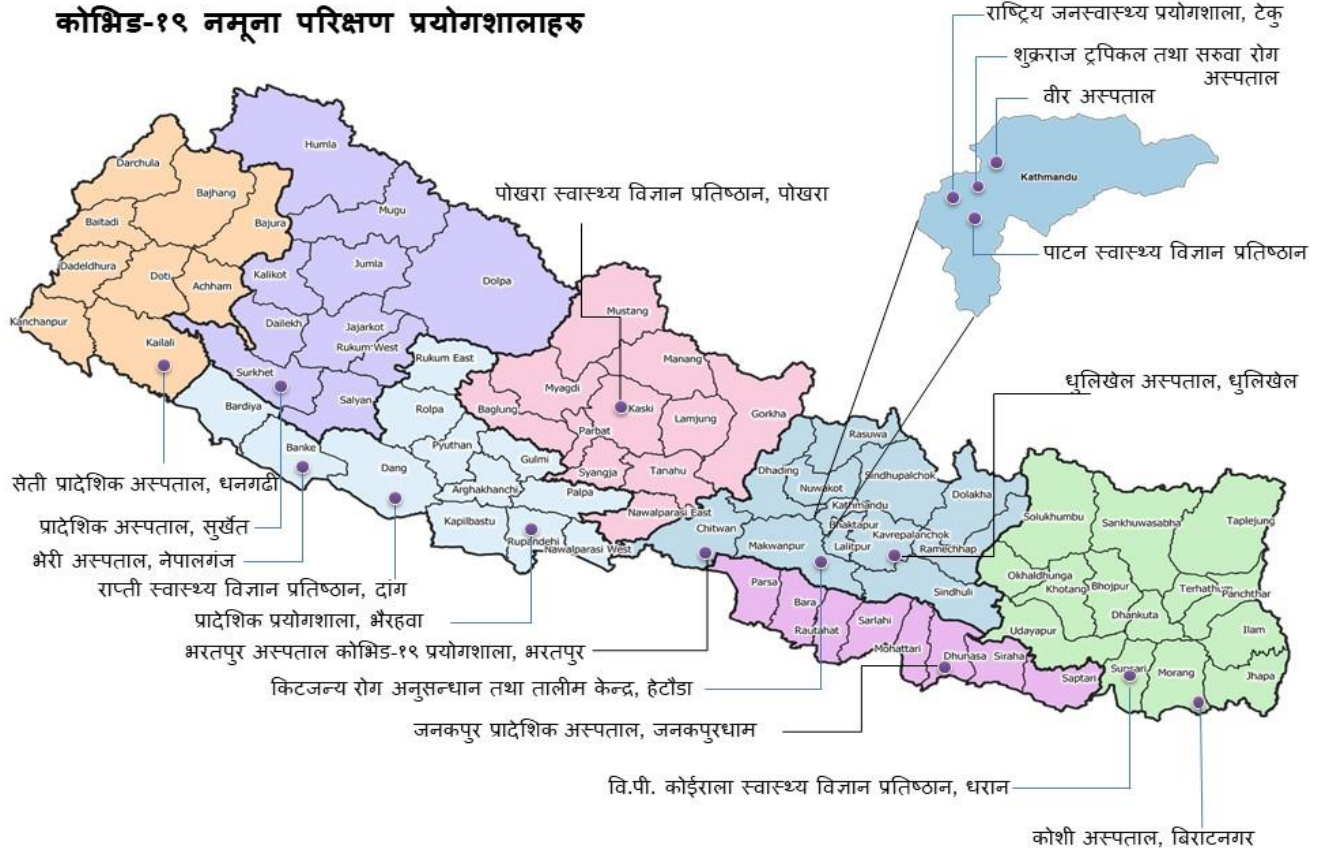 कोभिड-१९ नमूना परिक्षण प्रयोगशालाहरु
राष्ट्रिय जनस्वास्थ्य प्रयोगशाला, टेकु
शुक्रराज ट्रपिकल तथा सरुवा रोग
अस्पताल
वीर अस्पताल
Kathmandu
पाटन स्वास्थ्य विज्ञान प्रतिष्ठान
पोखरा स्वास्थ्य विज्ञान प्रतिष्ठान, पोखरा
धुलिखेल अस्पताल, धुलिखेल
Humla
Darchula
Bajhang
Mugu
Baitadi
Bajura
Dadeldhura
Doti
Achham
Kalikot
Jumla
Dolpa
Kanchanpur
Kailali
Dailekh
Jajarkot
Rukum West
Rukum East
Surkhet
Salyan
Mustang
Manang
Myagdi
Baglung
Kaski
Lamjung
Gorkha
Parbat
Syangja
Tanahu
Nawalparasi East
Bardiya
Banke
Dang
Rolpa
Pyuthan
Gulmi
Arghakhanchi
Palpa
Kapilbastu
Rupandehi
Nawalparasi West
Rasuwa
Dhading
Nuwakot
Sindhupalchok
Dolakha
Kathmandu
Bhaktapur
Kavrepalanchok
Chitwan
Makwanpur
Lalitpur
Ramechhap
Sindhuli
Parsa
Bara
Rautahat
Sarlahi
Mohattari
Dhunasa
Siraha
Saptari
Solukhumbu
Sankhuwasabha
Taplejung
Okhaldhunga
Khotang
Bhojpur
Terhathum
Panchthar
Dhankuta
Udayapur
Ilam
Sunsari
Morang
Jhapa
सेती प्रादेशिक अस्पताल, धनगढी
प्रादेशिक अस्पताल, सुर्खेत
भेरी अस्पताल, नेपालगंज
राप्ती स्वास्थ्य विज्ञान प्रतिष्ठान, दांग
प्रादेशिक प्रयोगशाला, भैरहवा
भरतपुर अस्पताल कोभिड-१९ प्रयोगशाला, भरतपुर
किटजन्य रोग अनुसन्धान तथा तालीम केन्द्र, हेटौडा
जनकपुर प्रादेशिक अस्पताल, जनकपुरधाम
वि.पी. कोईराला स्वास्थ्य विज्ञान प्रतिष्ठान, धरान
कोशी अस्पताल, बिराटनगर